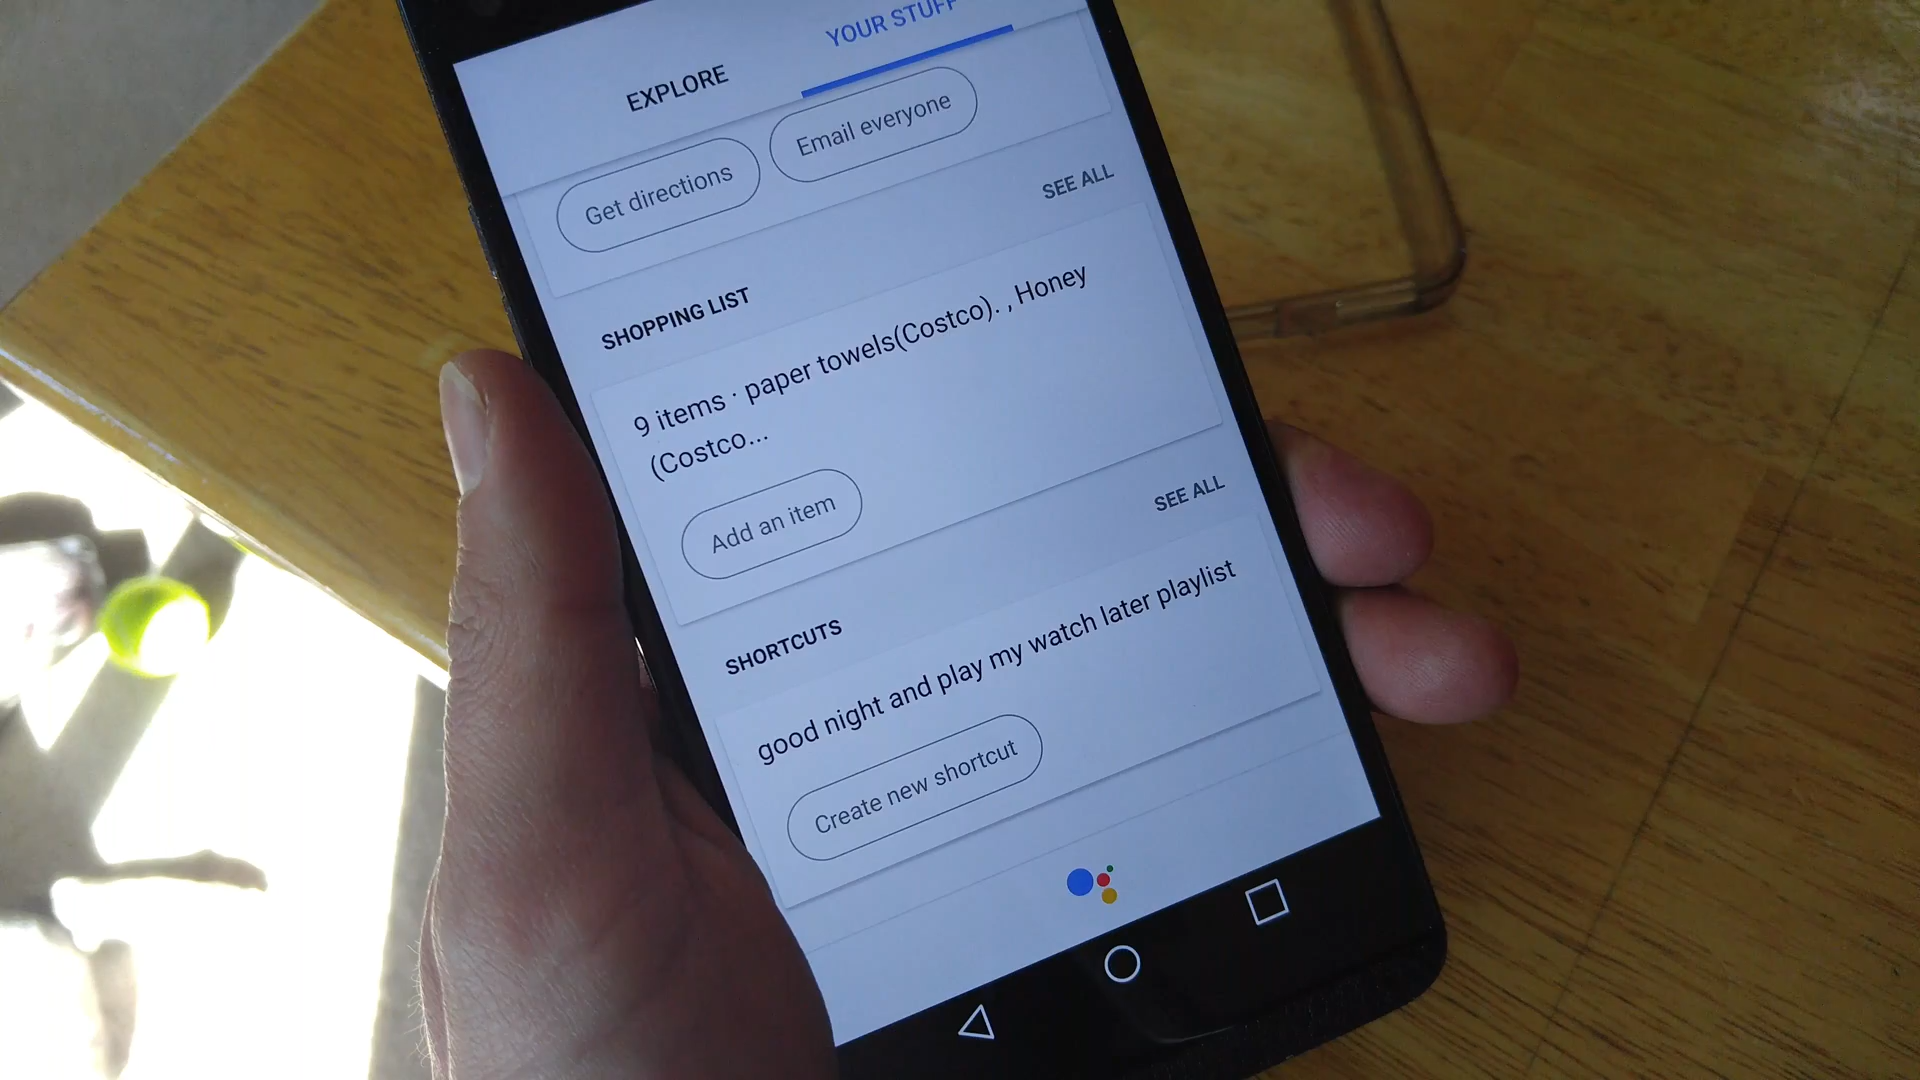 EXPLORE
YOUR STUFF
Get directions
Email everyone
SEE ALL
SHOPPING LIST
9 items · paper towels(Costco). , Honey
(Costco...
Add an item
SEE ALL
SHORTCUTS
good night and play my watch later playlist
Create new shortcut